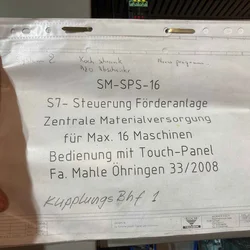 SM-SPS-16
S7- Steuerung Förderanlage
Zentrale Materialversorgung
für Max. 16 Maschinen
Bedienung mit Touch-Panel
Fa. Mahle Öhringen 33/2008
Kupplungs Bhf 1